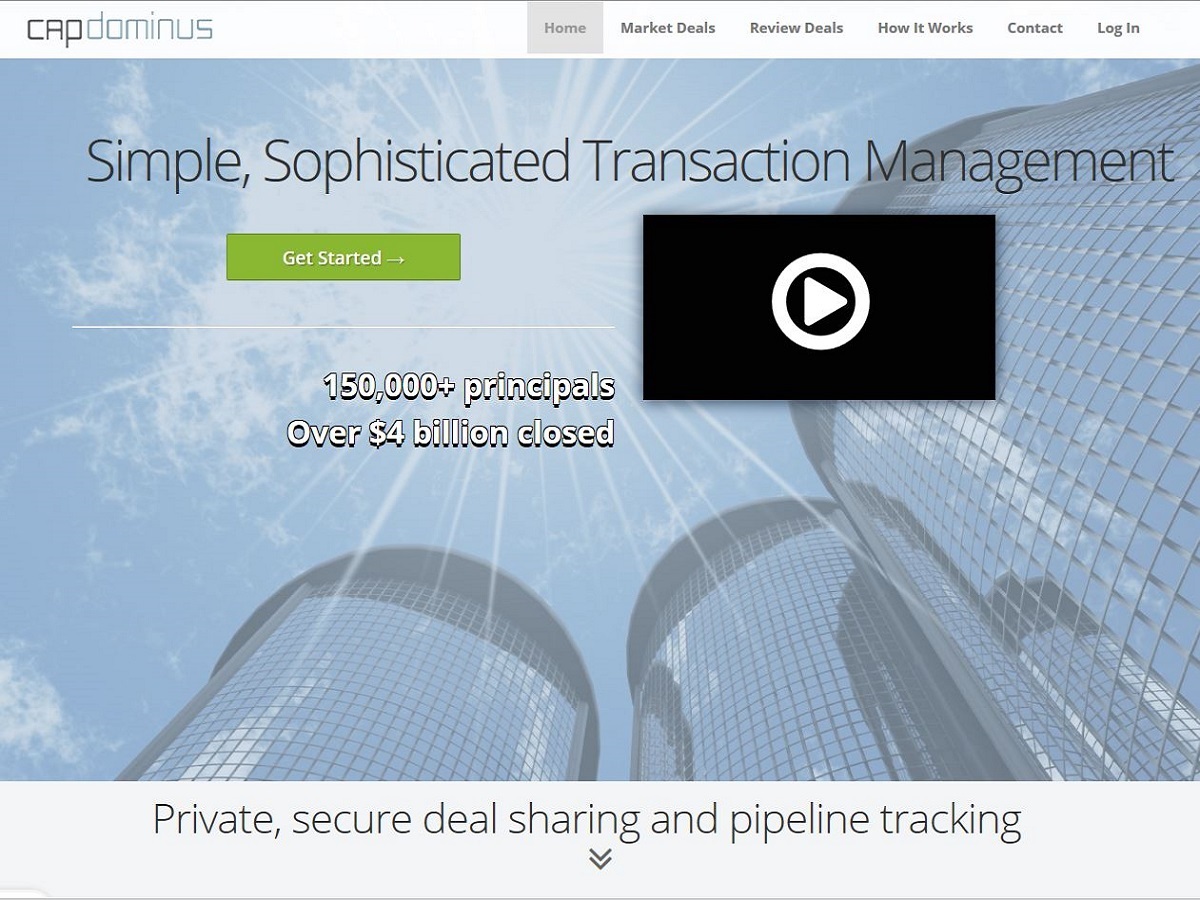 capdominus
Home Market Deals Review Deals How It Works Contact Log In
Simple, Sophisticated Transaction Management
Get Started →
150,000+ principals
Over $4 billion closed
Private, secure deal sharing and pipeline tracking